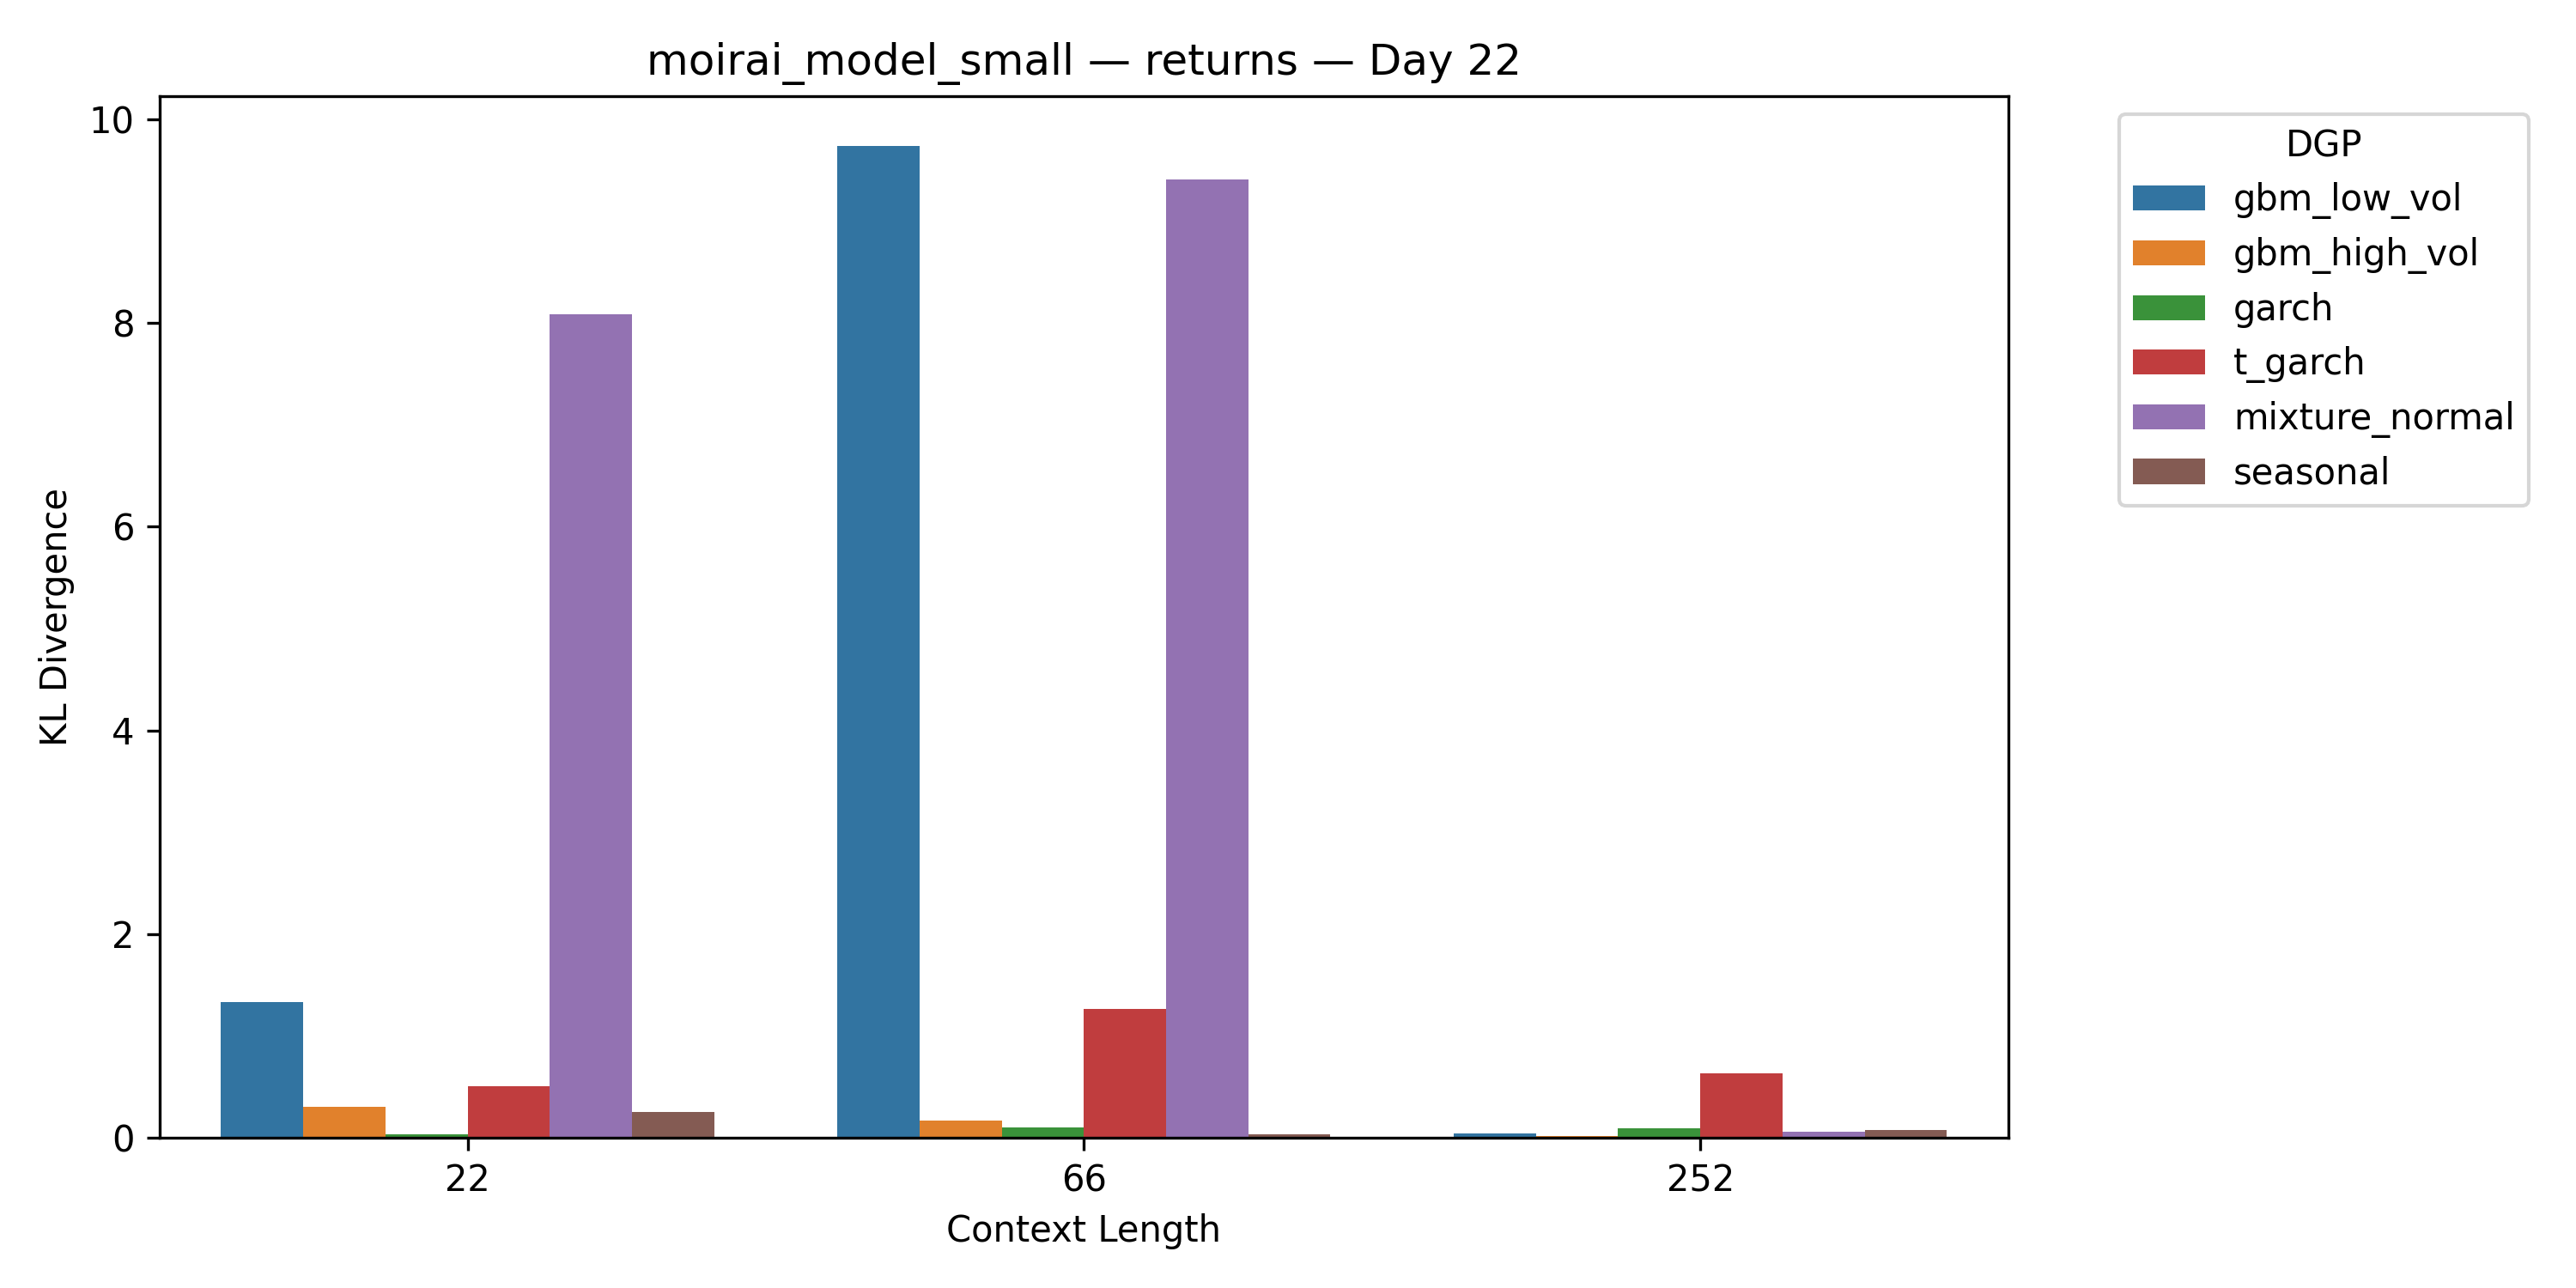 moirai_model_small — returns — Day 22
10
8
6
4
2
0
KL Divergence
22
66
252
Context Length
DGP
gbm_low_vol
gbm_high_vol
garch
t_garch
mixture_normal
seasonal